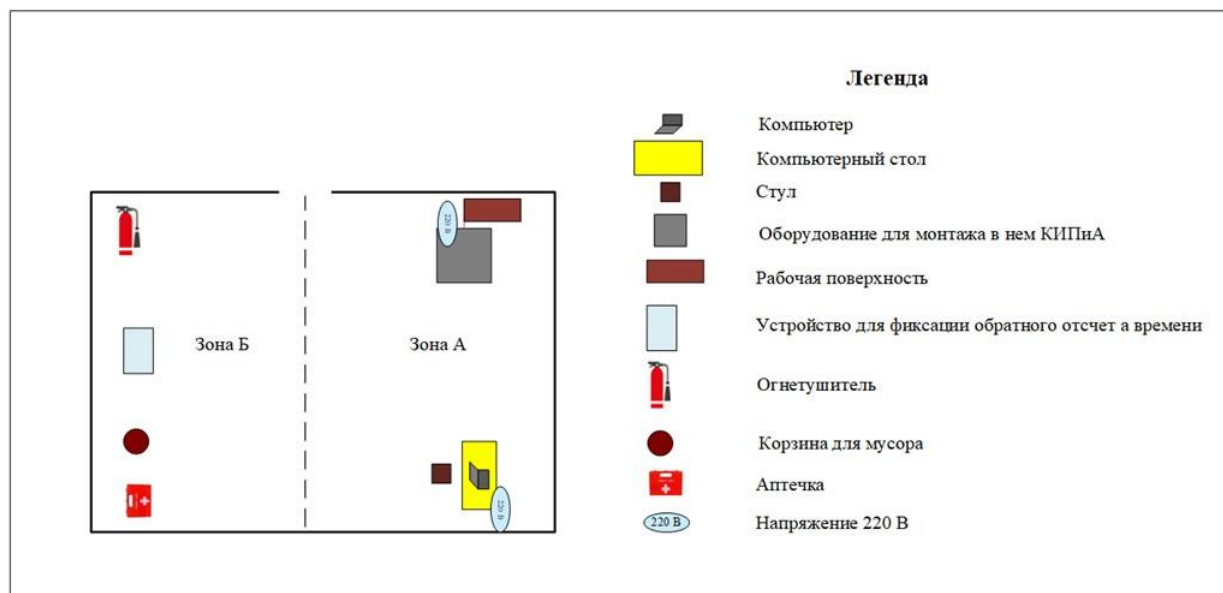 Легенда
Компьютер
Компьютерный стол
Стул
Оборудование для монтажа в нем КИПиА
Рабочая поверхность
Устройство для фиксации обратного отсчет а времени
Огнетушитель
Корзина для мусора
Аптечка
220 В
Напряжение 220 В
220 В
Зона Б
Зона А
220 В